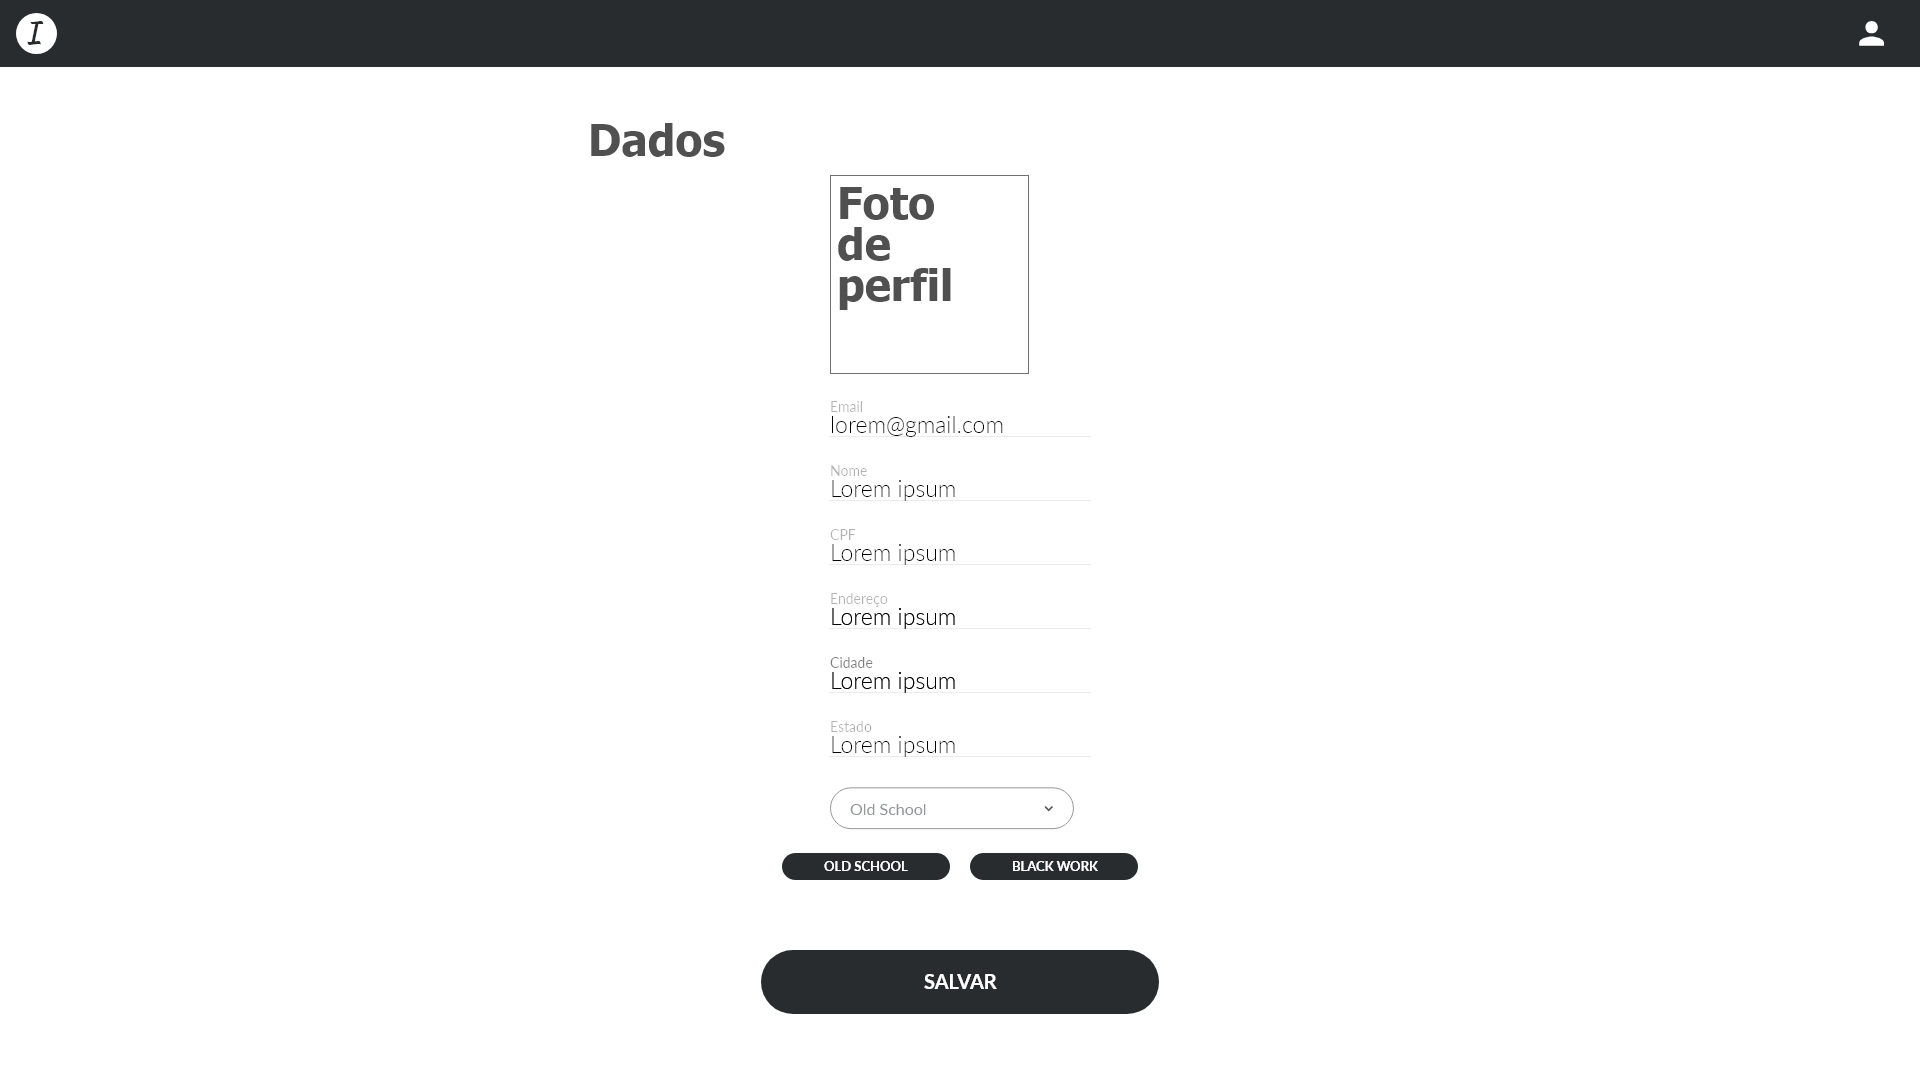 I
Dados
Foto
de
perfil
Email
lorem@gmail.com
Nome
Lorem ipsum
CPF
Lorem ipsum
Endereço
Lorem ipsum
Cidade
Lorem ipsum
Estado
Lorem ipsum
Old School
OLD SCHOOL BLACK WORK
SALVAR